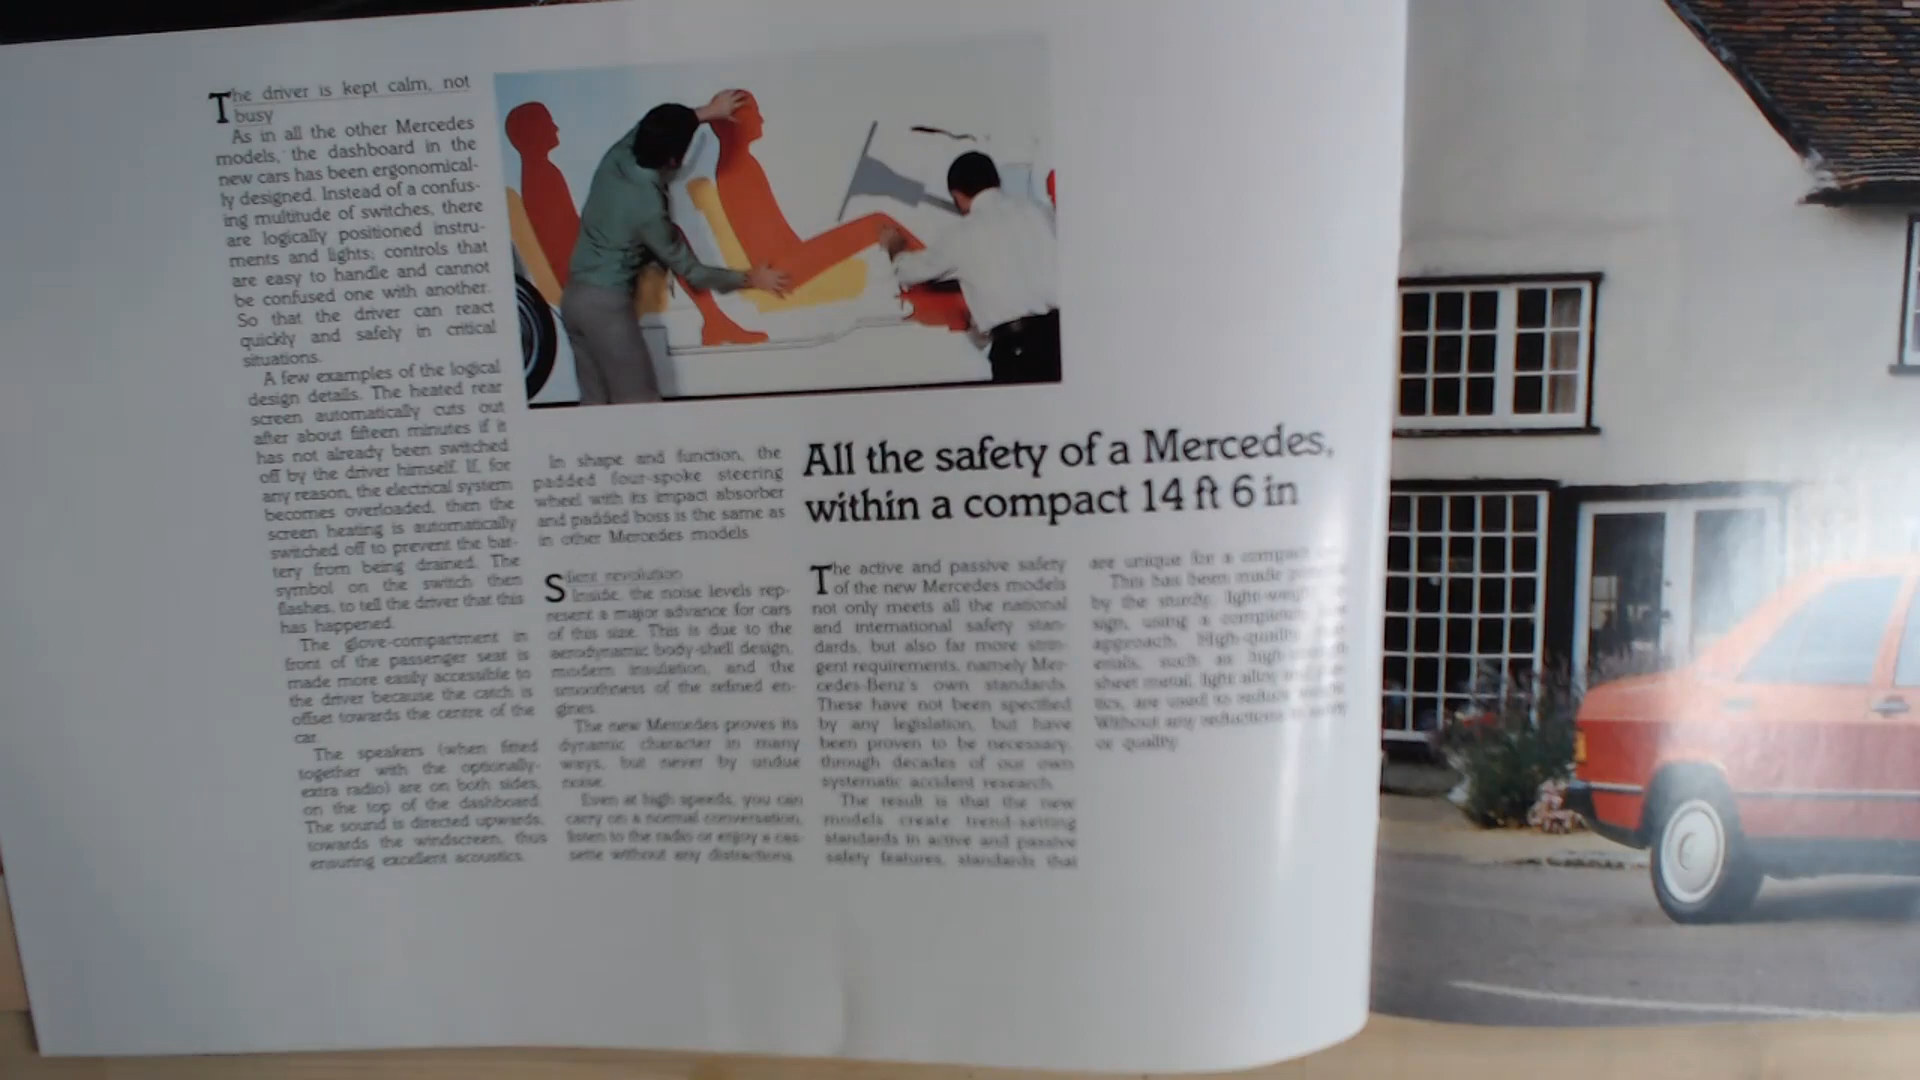 The driver is kept calm, not
busy
As in all the other Mercedes
models, the dashboard in the
new cars has been ergonomical-
ly designed. Instead of a confus-
ing multitude of switches, there
are logically positioned instru-
ments and lights; controls that
are easy to handle and cannot
be confused one with another.
So that the driver can react
quickly and safely in critical
situations.
A few examples of the logical
design details. The heated rear
screen automatically cuts out
after about fifteen minutes if it
has not already been switched
off by the driver himself. If, for
any reason, the electrical system
becomes overloaded, then the
screen heating is automatically
switched off to prevent the bat-
tery from being drained. The
symbol on the switch then
flashes, to tell the driver that this
has happened.
The glove-compartment in
front of the passenger seat is
made more easily accessible to
the driver because the catch is
offset towards the centre of the
car.
The speakers (when fitted
together with the optionally-
extra radio) are on both sides,
on the top of the dashboard.
The sound is directed upwards,
towards the windscreen, thus
ensuring excellent acoustics.
In shape and function, the
padded four-spoke steering
wheel with its impact absorber
and padded boss is the same as
in other Mercedes models.
Silent revolution
Inside, the noise levels rep-
resent a major advance for cars
of this size. This is due to the
aerodynamic body-shell design,
modern insulation, and the
smoothness of the refined en-
gines.
The new Mercedes proves its
dynamic character in many
ways, but never by undue
noise.
Even at high speeds, you can
carry on a normal conversation,
listen to the radio or enjoy a cas-
sette without any distractions.
All the safety of a Mercedes,
within a compact 14 ft 6 in
The active and passive safety
of the new Mercedes models
not only meets all the national
and international safety stan-
dards, but also far more strin-
gent requirements, namely Mer-
cedes-Benz's own standards.
These have not been specified
by any legislation, but have
been proven to be necessary,
through decades of our own
systematic accident research.
The result is that the new
models create trend-setting
standards in active and passive
safety features, standards that
are unique for a compact
This has been made
by the sturdy, light-weight
sign, using a
approach. High-quality
such as
sheet metal, light alloy
are used to reduce
Without any reductions in
or quality.